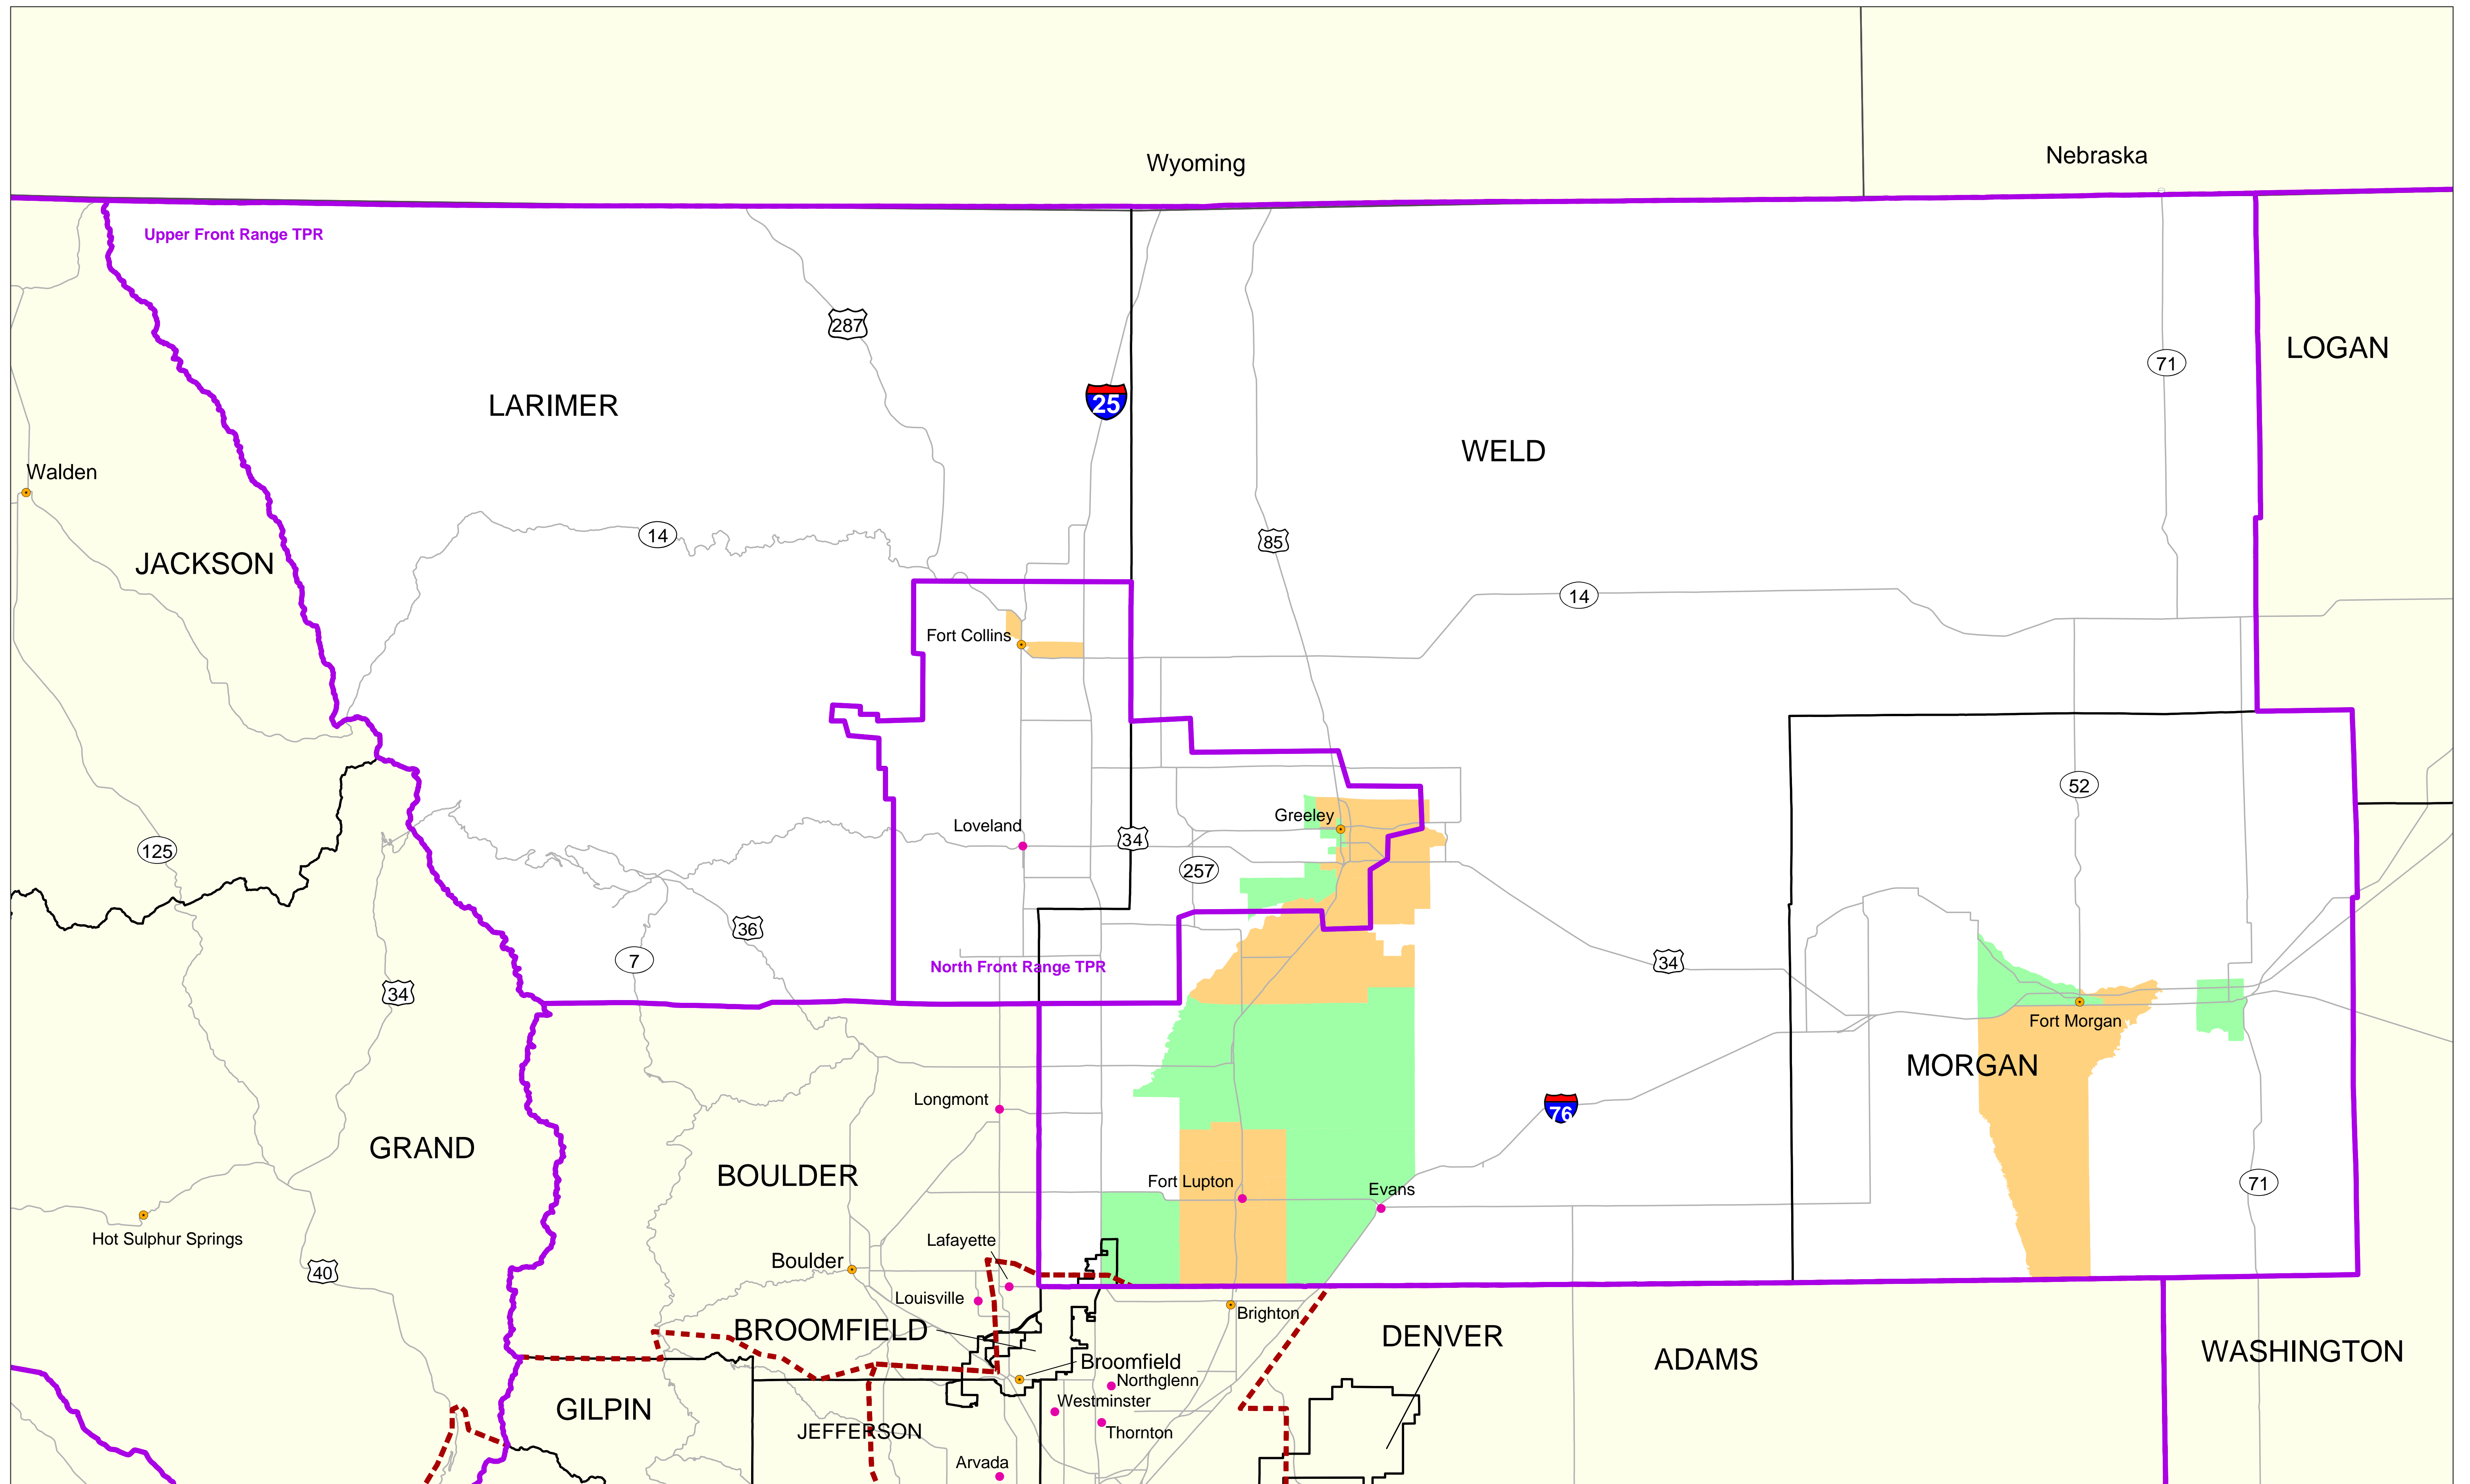 Wyoming
Nebraska
Upper Front Range TPR
287
LOGAN
71
25
LARIMER
WELD
Walden
14
85
JACKSON
14
Fort Collins
52
Greeley
Loveland
34
125
257
36
7
North Front Range TPR
34
34
Fort Morgan
MORGAN
Longmont
76
GRAND
BOULDER
Fort Lupton
Evans
71
Hot Sulphur Springs
Lafayette
Boulder
40
Louisville
Brighton
BROOMFIELD
DENVER
ADAMS
WASHINGTON
Broomfield
Northglenn
Westminster
GILPIN
JEFFERSON
Thornton
Arvada